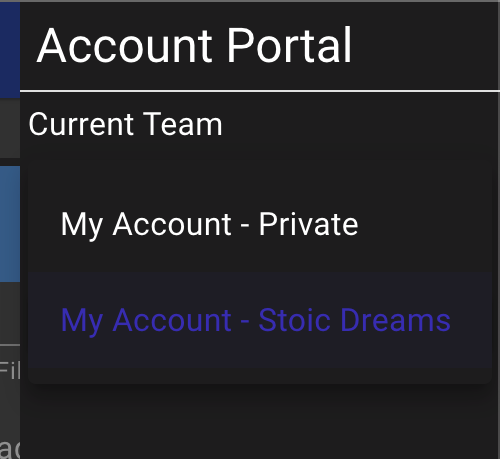 Account Portal
Current Team
My Account - Private
My Account - Stoic Dreams